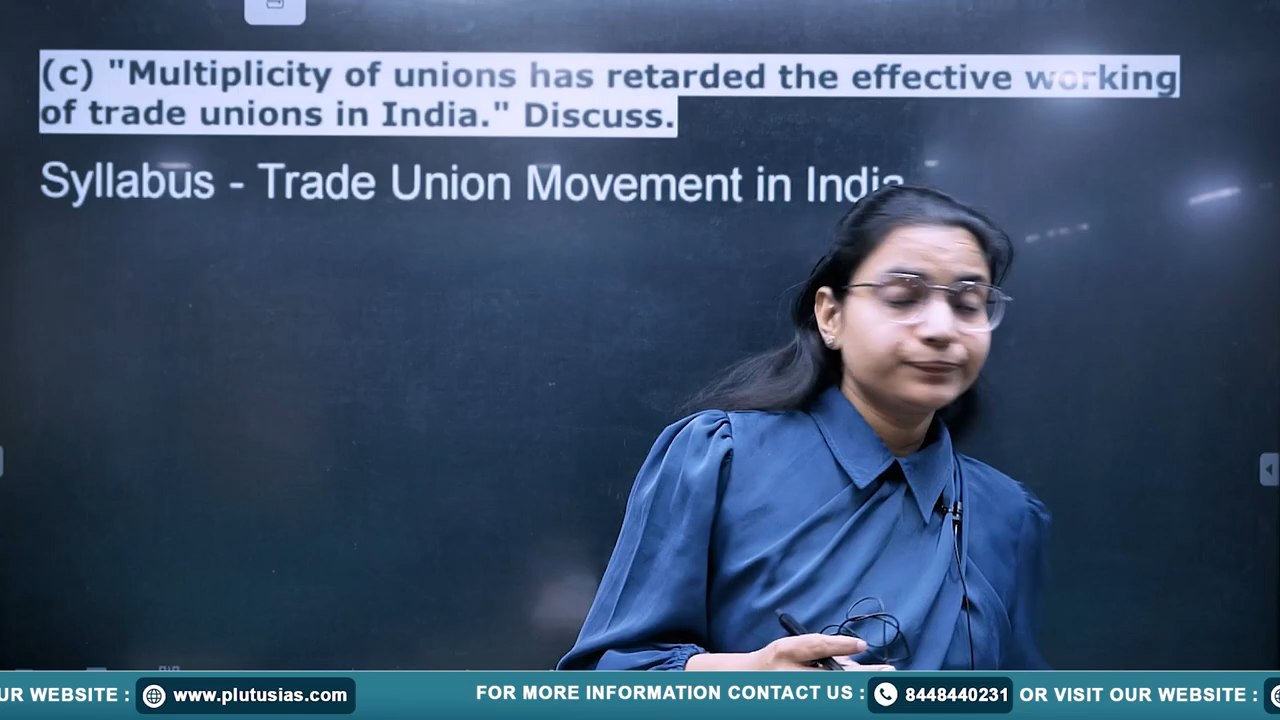 (c) "Multiplicity of unions has retarded the effective working
of trade unions in India." Discuss.
Syllabus - Trade Union Movement in India
UR WEBSITE : www.plutusias.com FOR MORE INFORMATION CONTACT US : 8448440231 OR VISIT OUR WEBSITE :